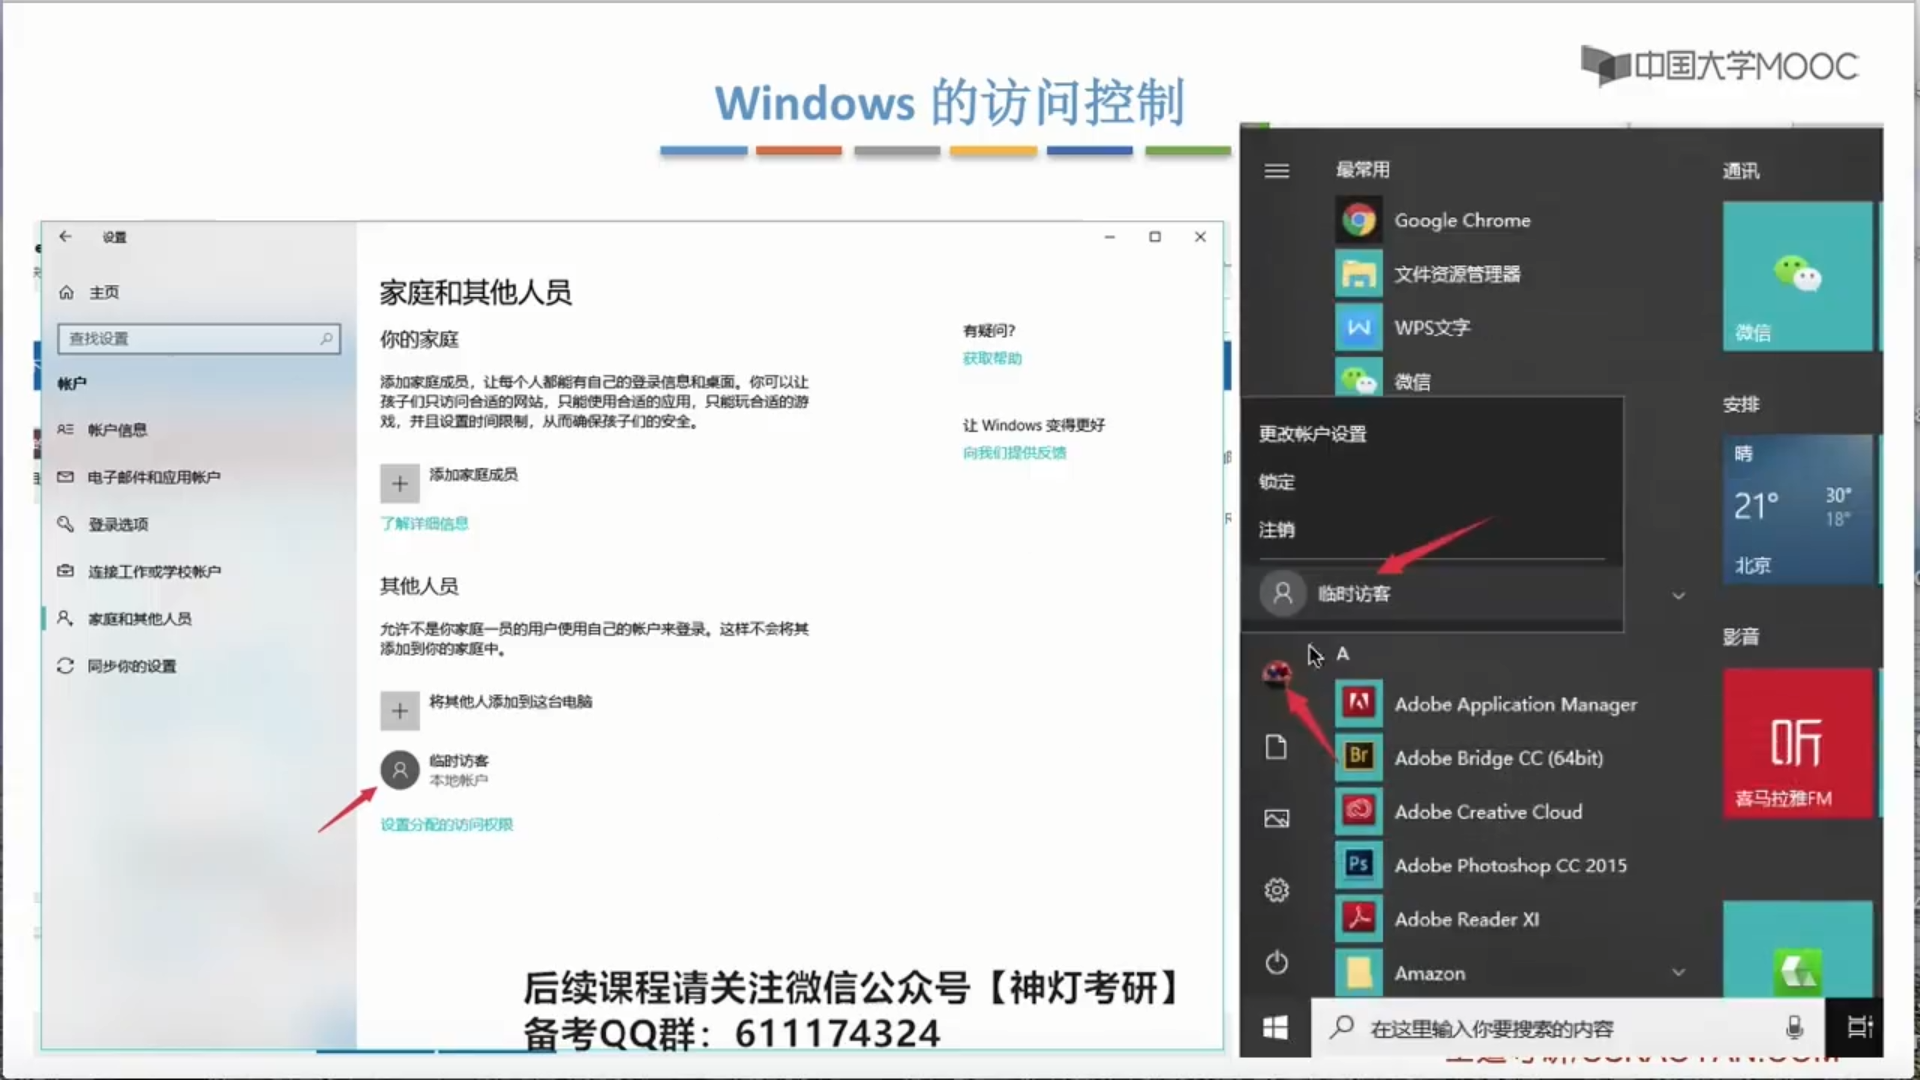 中国大学MOOC
Windows 的访问控制
设置
主页
查找设置
帐户
帐户信息
电子邮件和应用帐户
登录选项
连接工作或学校帐户
家庭和其他人员
同步你的设置
家庭和其他人员
你的家庭
添加家庭成员，让每个人都能有自己的登录信息和桌面。你可以让
孩子们只访问合适的网站，只能使用合适的应用，只能玩合适的游
戏，并且设置时间限制，从而确保孩子们的安全。
添加家庭成员
了解详细信息
其他人员
允许不是你家庭一员的用户使用自己的帐户来登录。这样不会将其
添加到你的家庭中。
将其他人添加到这台电脑
临时访客
本地帐户
设置分配的访问权限
有疑问?
获取帮助
让 Windows 变得更好
向我们提供反馈
最常用
Google Chrome
文件资源管理器
WPS文字
微信
更改帐户设置
锁定
注销
临时访客
A
Adobe Application Manager
Br
Adobe Bridge CC (64bit)
Adobe Creative Cloud
Ps
Adobe Photoshop CC 2015
Adobe Reader XI
Amazon
通讯
微信
安排
晴
21°
30°
18°
北京
影音
听
喜马拉雅FM
在这里输入你要搜索的内容
后续课程请关注微信公众号【神灯考研】
备考QQ群：611174324